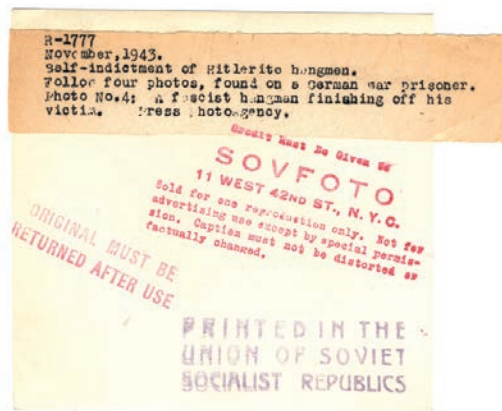 R-1777
November,1943.
Self-indictment of Hitlerite hangmen.
Follow four photos, found on a German war prisoner.
Photo No.4: A fascist hangman finishing off his
victim. Press Photo-agency.
Credit Must Be Given to
SOVFOTO
11 WEST 42ND ST., N. Y. C.
Sold for one reproduction only. Not for
advertising use except by special permis-
sion. Caption must not be distorted or
factually changed.
ORIGINAL MUST BE
RETURNED AFTER USE
PRINTED IN THE
UNION OF SOVIET
SOCIALIST REPUBLICS